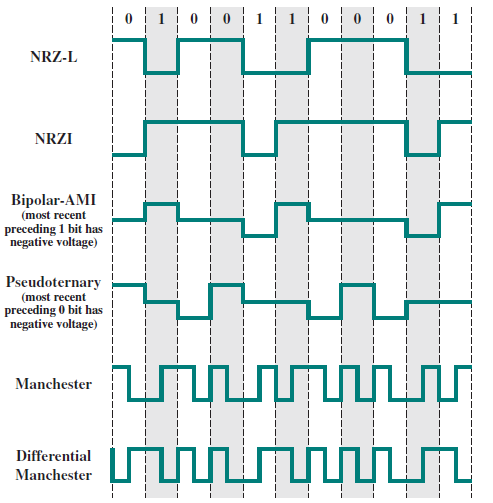 0 1 0 0 1 1 0 0 0 1 1
NRZ-L
NRZI
Bipolar-AMI
(most recent
preceding 1 bit has
negative voltage)
Pseudoternary
(most recent
preceding 0 bit has
negative voltage)
Manchester
Differential
Manchester